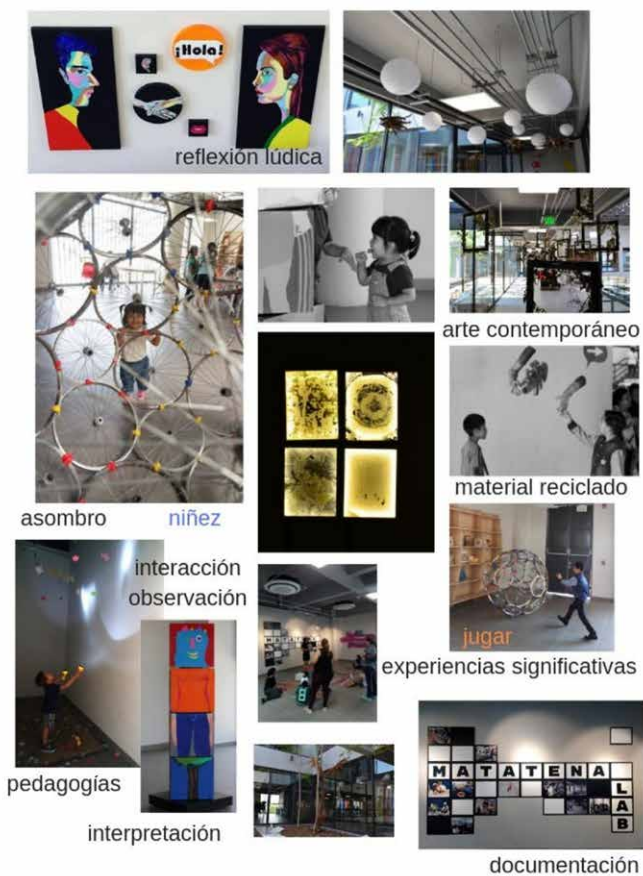 ¡Hola!
reflexión lúdica
arte contemporáneo
material reciclado
asombro niñez
interacción
observación
jugar
experiencias significativas
pedagogías
interpretación
MATATENA
LAB
documentación